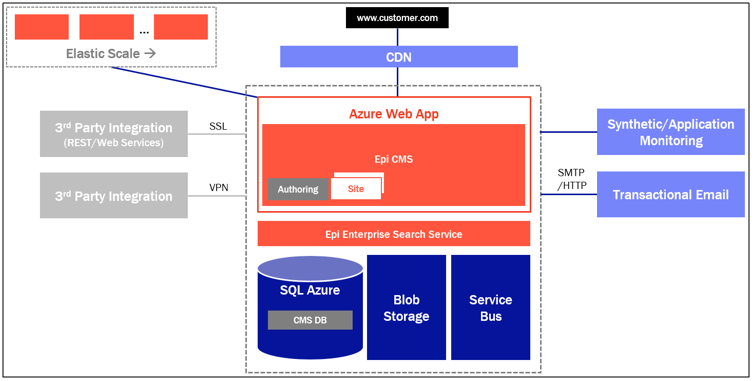 www.customer.com
...
Elastic Scale →
CDN
Azure Web App
3rd Party Integration
(REST/Web Services)
SSL
Epi CMS
Synthetic/Application
Monitoring
Authoring
Site
3rd Party Integration
VPN
SMTP
/HTTP
Transactional Email
Epi Enterprise Search Service
SQL Azure
CMS DB
Blob
Storage
Service
Bus